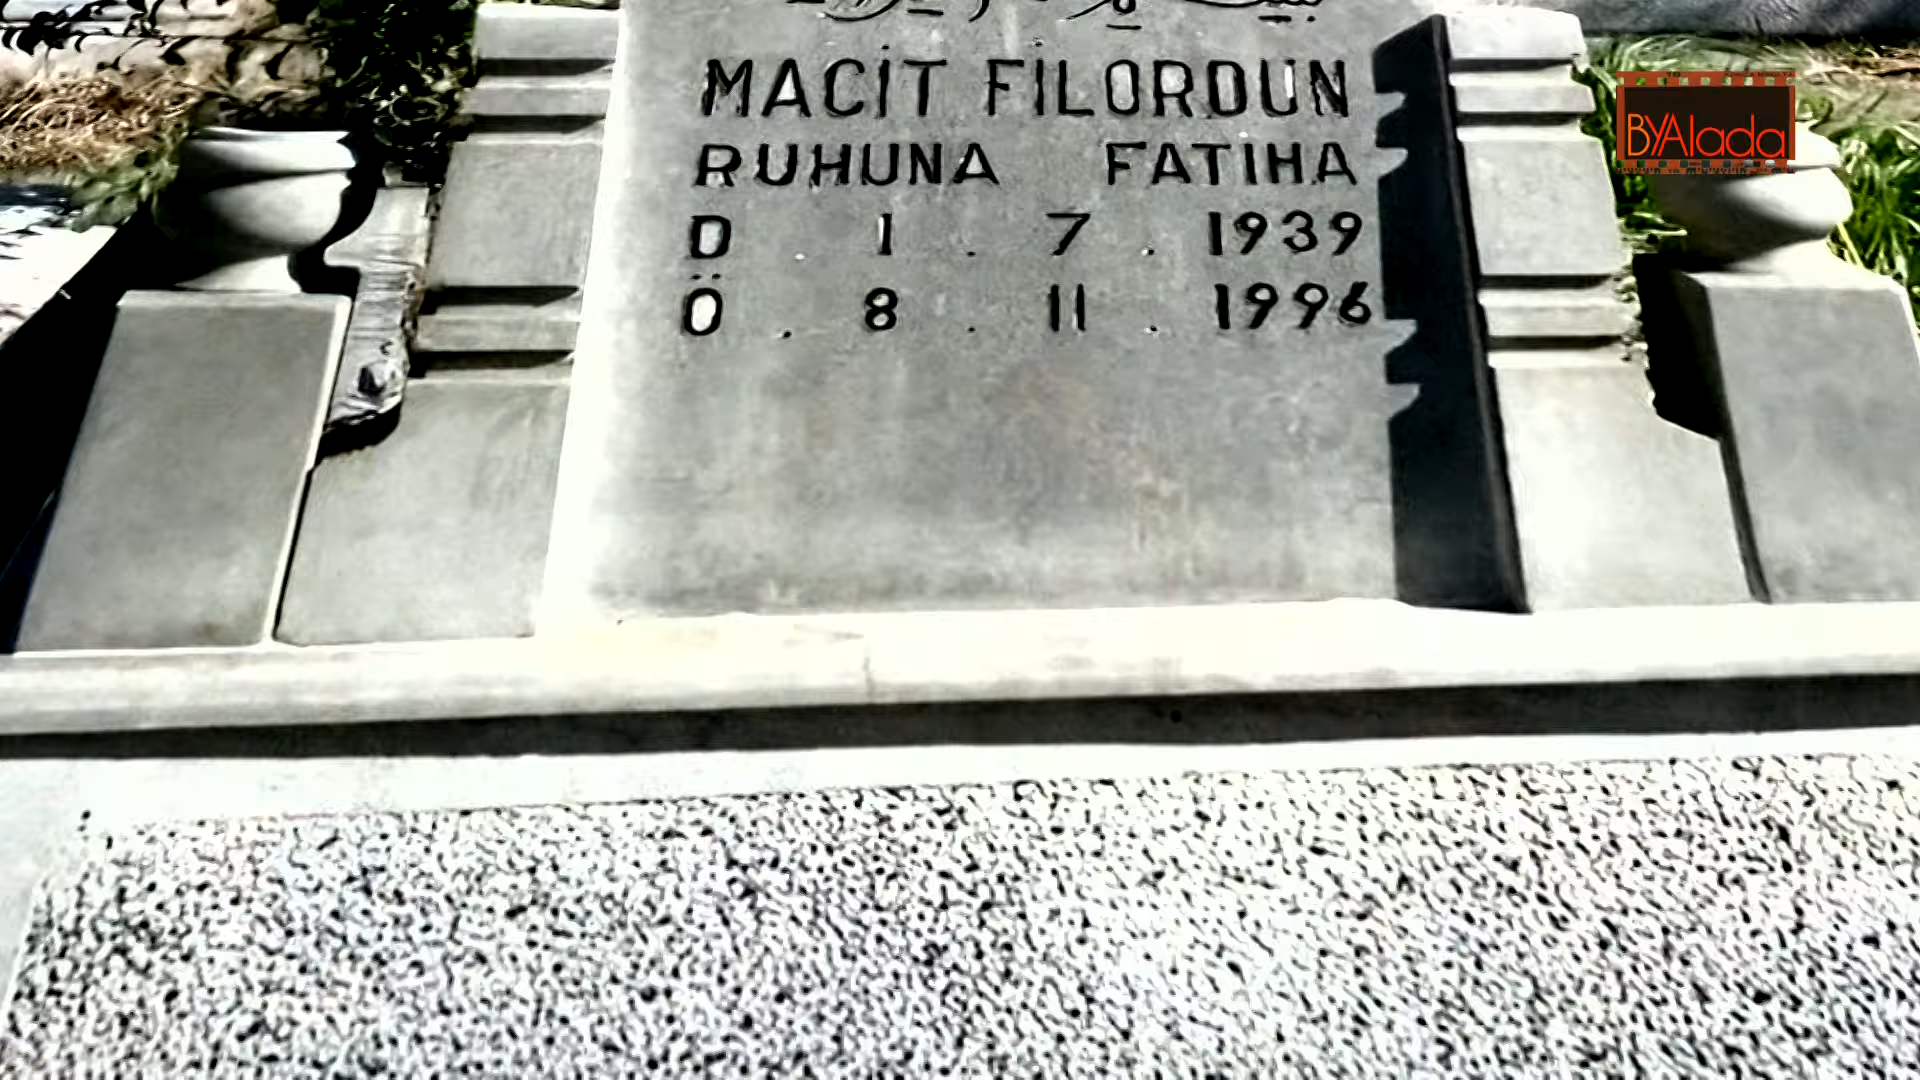 MACİT FİLORDUN
RUHUNA FATIHA
D . 1 . 7 . 1939
Ö . 8 . 11 . 1996
BYAlada